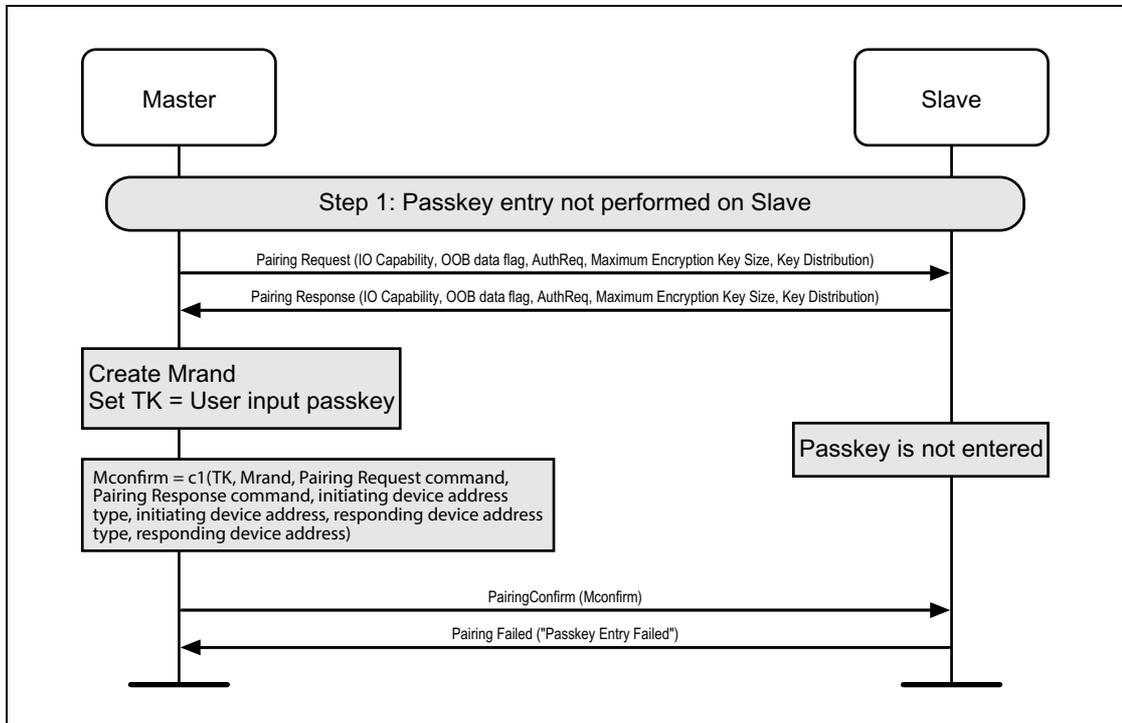 Master
Slave
Step 1: Passkey entry not performed on Slave
Pairing Request (IO Capability, OOB data flag, AuthReq, Maximum Encryption Key Size, Key Distribution)
Pairing Response (IO Capability, OOB data flag, AuthReq, Maximum Encryption Key Size, Key Distribution)
Create Mrand
Set TK = User input passkey
Passkey is not entered
Mconfirm = c1(TK, Mrand, Pairing Request command,
Pairing Response command, initiating device address
type, initiating device address, responding device address
type, responding device address)
PairingConfirm (Mconfirm)
Pairing Failed ("Passkey Entry Failed")